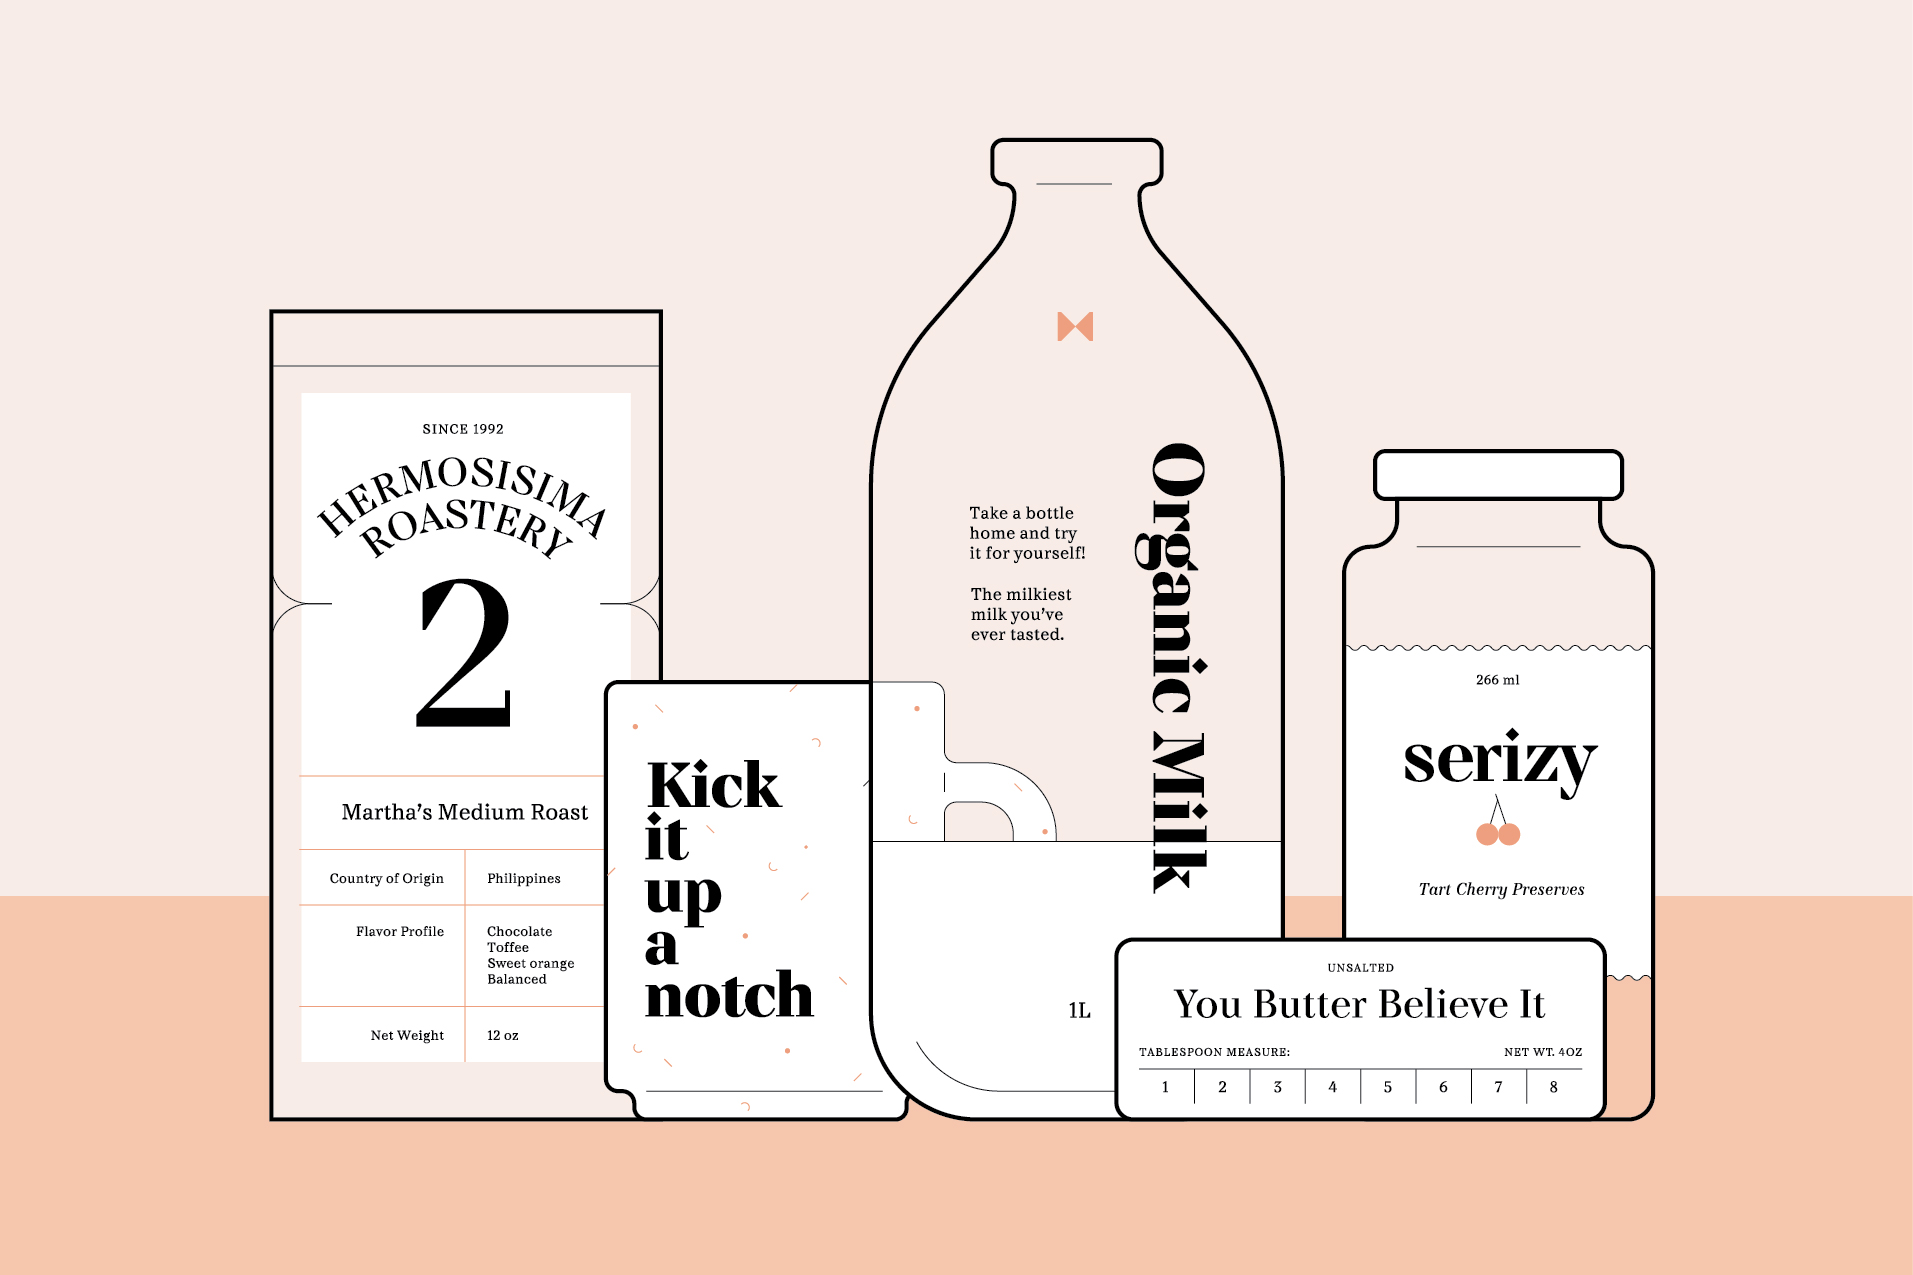 SINCE 1992
HERMOSISIMA
ROASTERY
2
Martha’s Medium Roast
Country of Origin Philippines
Flavor Profile Chocolate
Toffee
Sweet orange
Balanced
Net Weight 12 oz
Kick
it
up
a
notch
Take a bottle
home and try
it for yourself!
The milkiest
milk you’ve
ever tasted.
Organic Milk
1L
266 ml
serizy
Tart Cherry Preserves
UNSALTED
You Butter Believe It
TABLESPOON MEASURE: NET WT. 4OZ
1 2 3 4 5 6 7 8